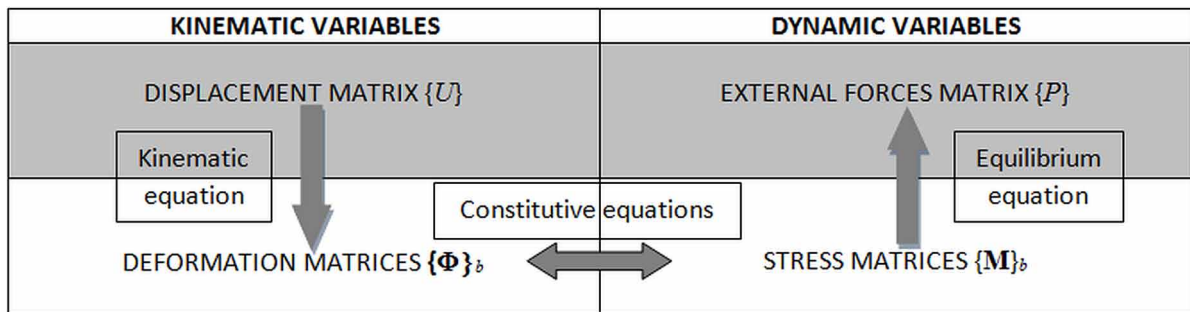 KINEMATIC VARIABLES
DYNAMIC VARIABLES
DISPLACEMENT MATRIX {U}
EXTERNAL FORCES MATRIX {P}
Kinematic
equation
Equilibrium
equation
Constitutive equations
DEFORMATION MATRICES {Φ}b
STRESS MATRICES {M}b